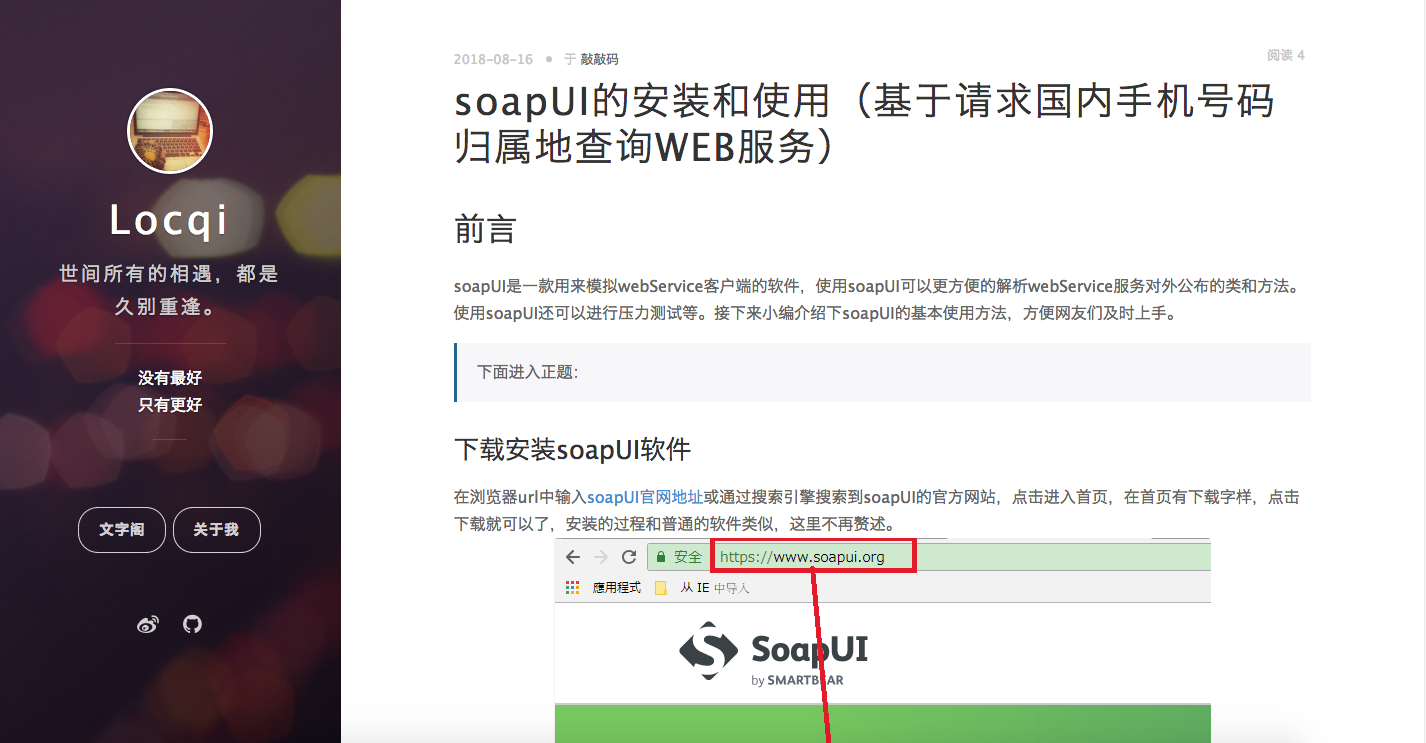 Locqi
世间所有的相遇，都是
久别重逢。
没有最好
只有更好
文字阁
关于我
2018-08-16 • 于 敲敲码
阅读 4
soapUI的安装和使用（基于请求国内手机号码
归属地查询WEB服务）
前言
soapUI是一款用来模拟webService客户端的软件，使用soapUI可以更方便的解析webService服务对外公布的类和方法。
使用soapUI还可以进行压力测试等。接下来小编介绍下soapUI的基本使用方法，方便网友们及时上手。
下面进入正题：
下载安装soapUI软件
在浏览器url中输入soapUI官网地址或通过搜索引擎搜索到soapUI的官方网站，点击进入首页，在首页有下载字样，点击
下载就可以了，安装的过程和普通的软件类似，这里不再赘述。
安全 https://www.soapui.org
應用程式 从 IE 中导入
SoapUI
by SMARTBEAR